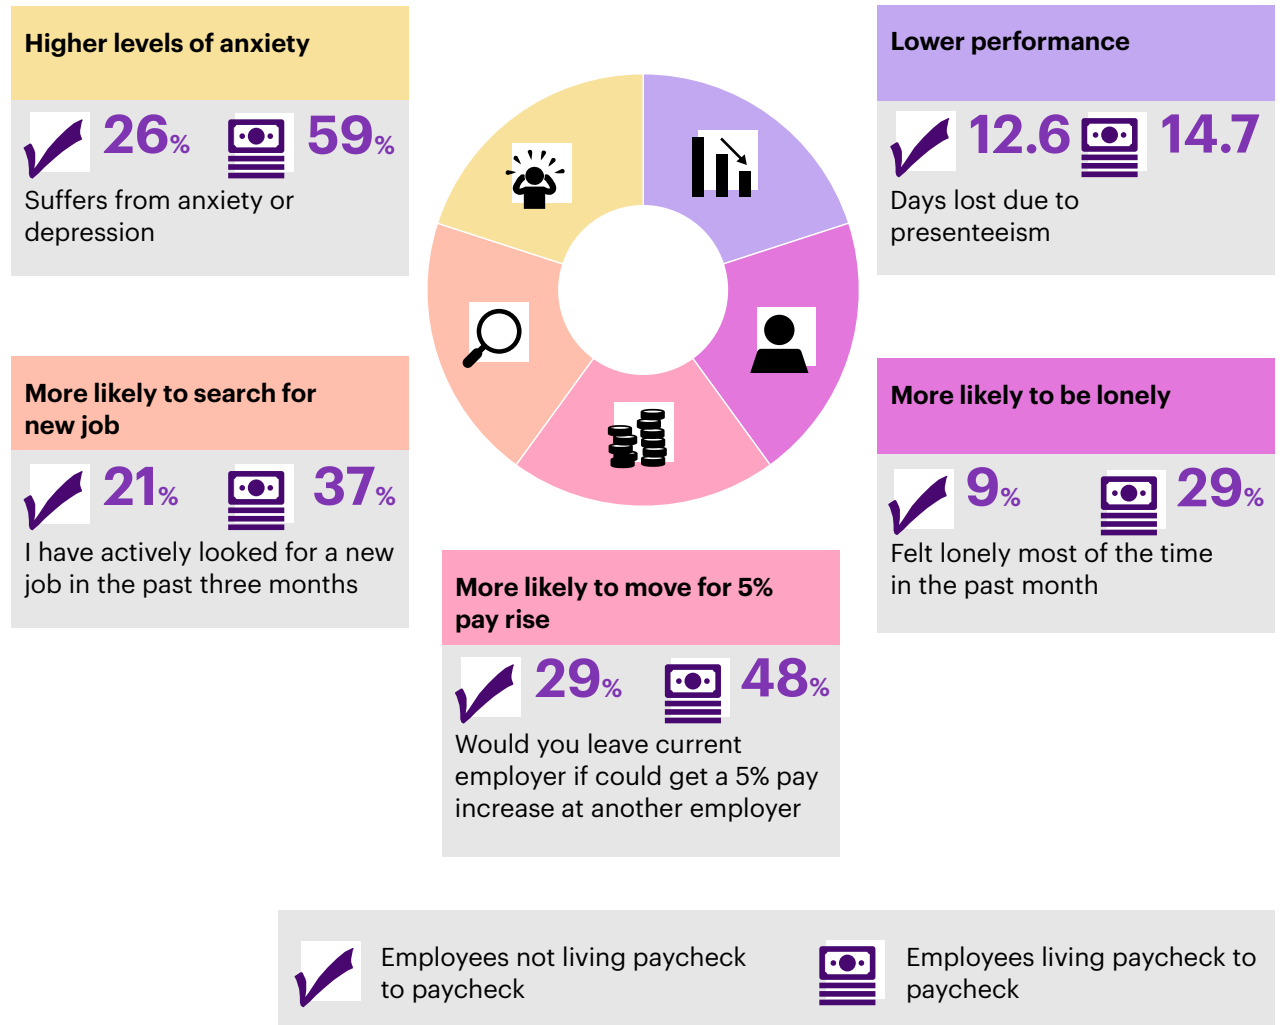 Higher levels of anxiety
26%
59%
Suffers from anxiety or
depression
Lower performance
12.6
14.7
Days lost due to
presenteeism
More likely to search for
new job
21%
37%
I have actively looked for a new
job in the past three months
More likely to be lonely
9%
29%
Felt lonely most of the time
in the past month
More likely to move for 5%
pay rise
29%
48%
Would you leave current
employer if could get a 5% pay
increase at another employer
Employees not living paycheck
to paycheck
Employees living paycheck to
paycheck